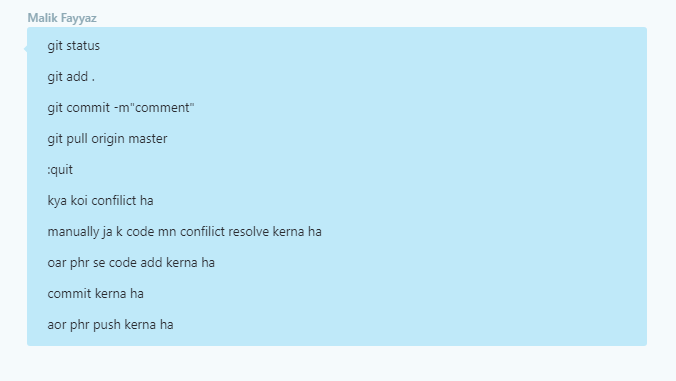 Malik Fayyaz
git status
git add .
git commit -m"comment"
git pull origin master
:quit
kya koi confilict ha
manually ja k code mn confilict resolve kerna ha
oar phr se code add kerna ha
commit kerna ha
aor phr push kerna ha